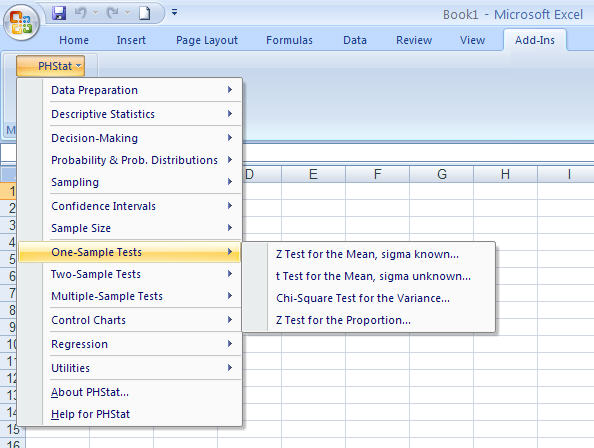 Book1 - Microsoft Excel
Home Insert Page Layout Formulas Data Review View Add-Ins
PHStat
Data Preparation
Descriptive Statistics
Decision-Making
Probability & Prob. Distributions
Sampling
Confidence Intervals
Sample Size
One-Sample Tests
Two-Sample Tests
Multiple-Sample Tests
Control Charts
Regression
Utilities
About PHStat...
Help for PHStat
Z Test for the Mean, sigma known...
t Test for the Mean, sigma unknown...
Chi-Square Test for the Variance...
Z Test for the Proportion...
M
D E F G H I
1
2
3
4
5
6
7
8
9
10
11
12
13
14
15
16